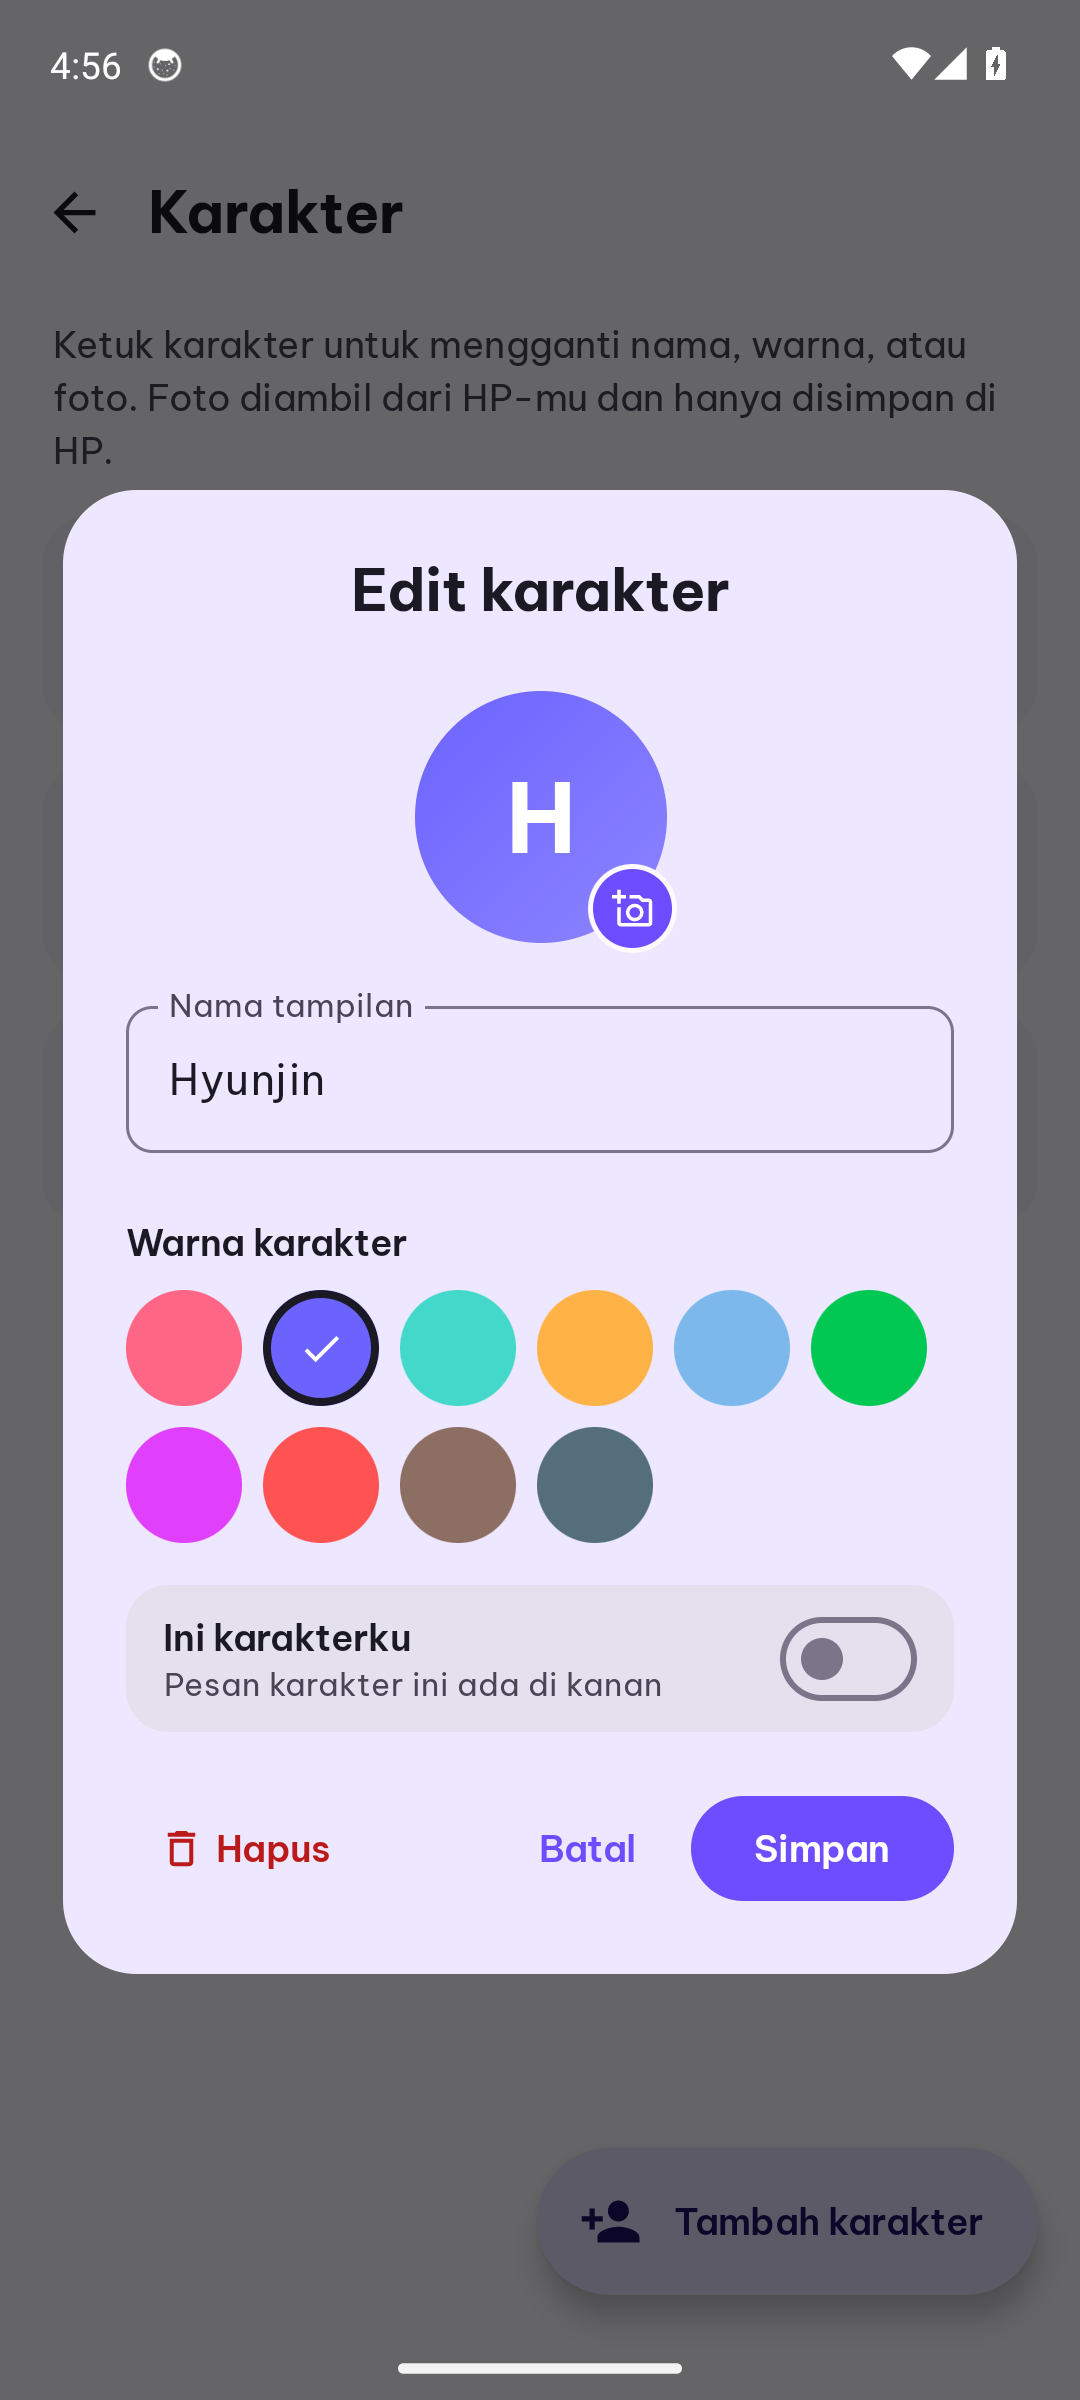 4:56
Karakter
Ketuk karakter untuk mengganti nama, warna, atau
foto. Foto diambil dari HP-mu dan hanya disimpan di
HP.
Edit karakter
H
Nama tampilan
Hyunjin
Warna karakter
Ini karakterku
Pesan karakter ini ada di kanan
Hapus
Batal
Simpan
Tambah karakter